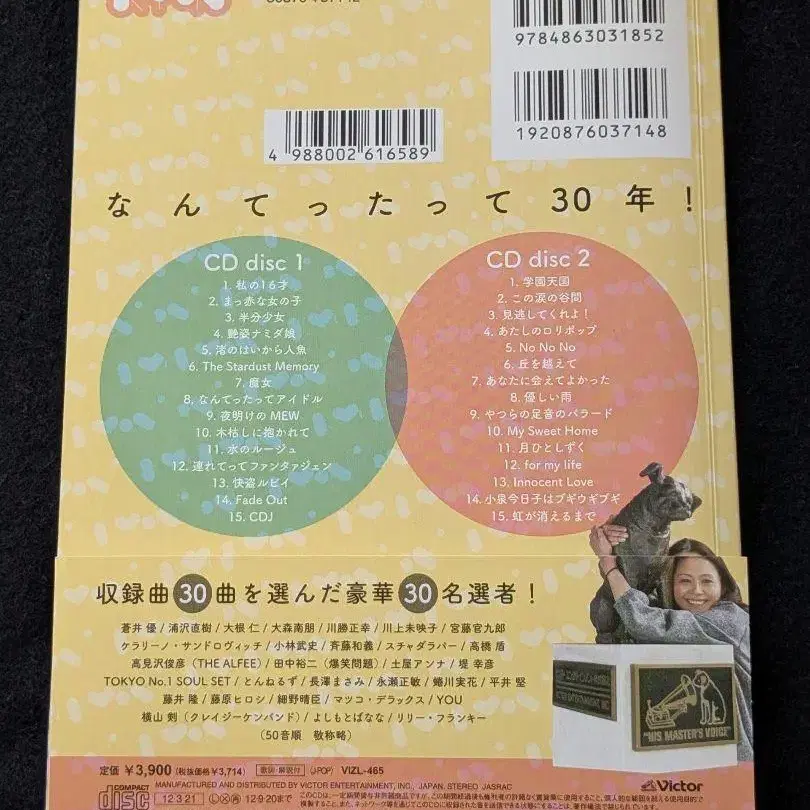 9784863031852
1920876037148
4 988002 616589
なんてったって30年!
CD disc 1
1. 私の16才
2. まっ赤な女の子
3. 半分少女
4. 艶姿ナミダ娘
5. 渚のはいから人魚
6. The Stardust Memory
7. 魔女
8. なんてったってアイドル
9. 夜明けのMEW
10. 木枯しに抱かれて
11. 水のルージュ
12. 連れてってファンタァジェン
13. 快盗ルビイ
14. Fade Out
15. CDJ
CD disc 2
1. 学園天国
2. この涙の谷間
3. 見逃してくれよ!
4. あたしのロリポップ
5. No No No
6. 丘を越えて
7. あなたに会えてよかった
8. 優しい雨
9. やつらの足音のバラード
10. My Sweet Home
11. 月ひとしずく
12. for my life
13. Innocent Love
14. 小泉今日子はブギウギブギ
15. 虹が消えるまで
収録曲30曲を選んだ豪華30名選者!
蒼井 優 / 浦沢直樹 / 大根 仁 / 大森南朋 / 川勝正幸 / 川上未映子 / 宮藤官九郎
ケラリーノ・サンドロヴィッチ / 小林武史 / 斉藤和義 / スチャダラパー / 高橋 盾
高見沢俊彦 (THE ALFEE) / 田中裕二 (爆笑問題) / 土屋アンナ / 堤 幸彦
TOKYO No.1 SOUL SET / とんねるず / 長澤まさみ / 永瀬正敏 / 蜷川実花 / 平井 堅
藤井 隆 / 藤原ヒロシ / 細野晴臣 / マツコ・デラックス / YOU
横山 剣 (クレイジーケンバンド) / よしもとばなな / リリー・フランキー
(50音順 敬称略)
"HIS MASTER'S VOICE"
定価 ¥3,900 (税抜価格 ¥3,714) 歌詞・解説付 (J-POP) VIZL-465
MANUFACTURED AND DISTRIBUTED BY VICTOR ENTERTAINMENT, INC., JAPAN. STEREO JASRAC
COMPACT
disc
12.3.21
12.9.20まで
Victor